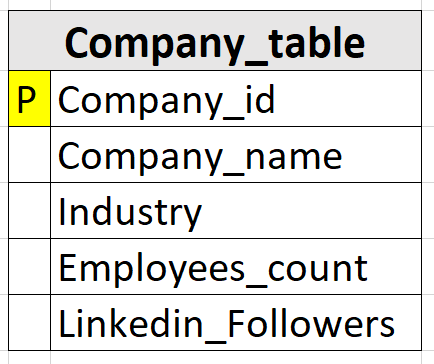 Company_table
P Company_id
Company_name
Industry
Employees_count
Linkedin_Followers